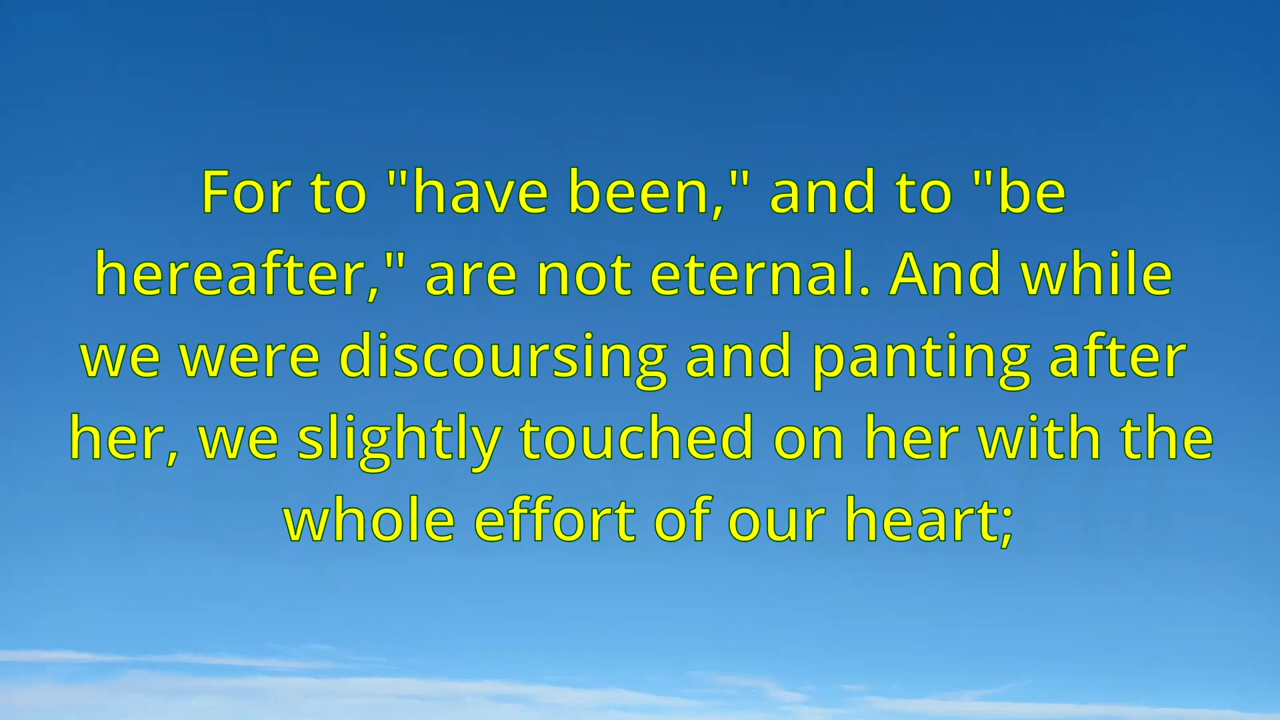 For to "have been," and to "be
hereafter," are not eternal. And while
we were discoursing and panting after
her, we slightly touched on her with the
whole effort of our heart;